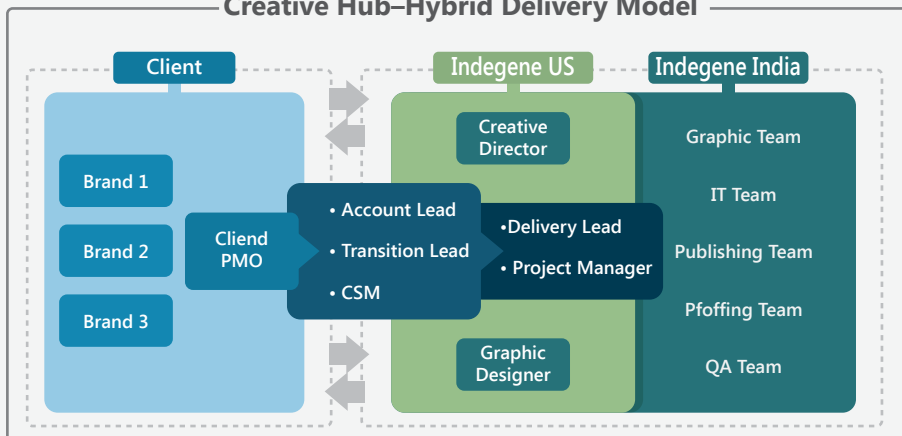 Creative Hub–Hybrid Delivery Model
Client
Indegene US
Indegene India
Brand 1
Brand 2
Brand 3
Cliend
PMO
• Account Lead
• Transition Lead
• CSM
Creative
Director
•Delivery Lead
• Project Manager
Graphic
Designer
Graphic Team
IT Team
Publishing Team
Pfoffing Team
QA Team